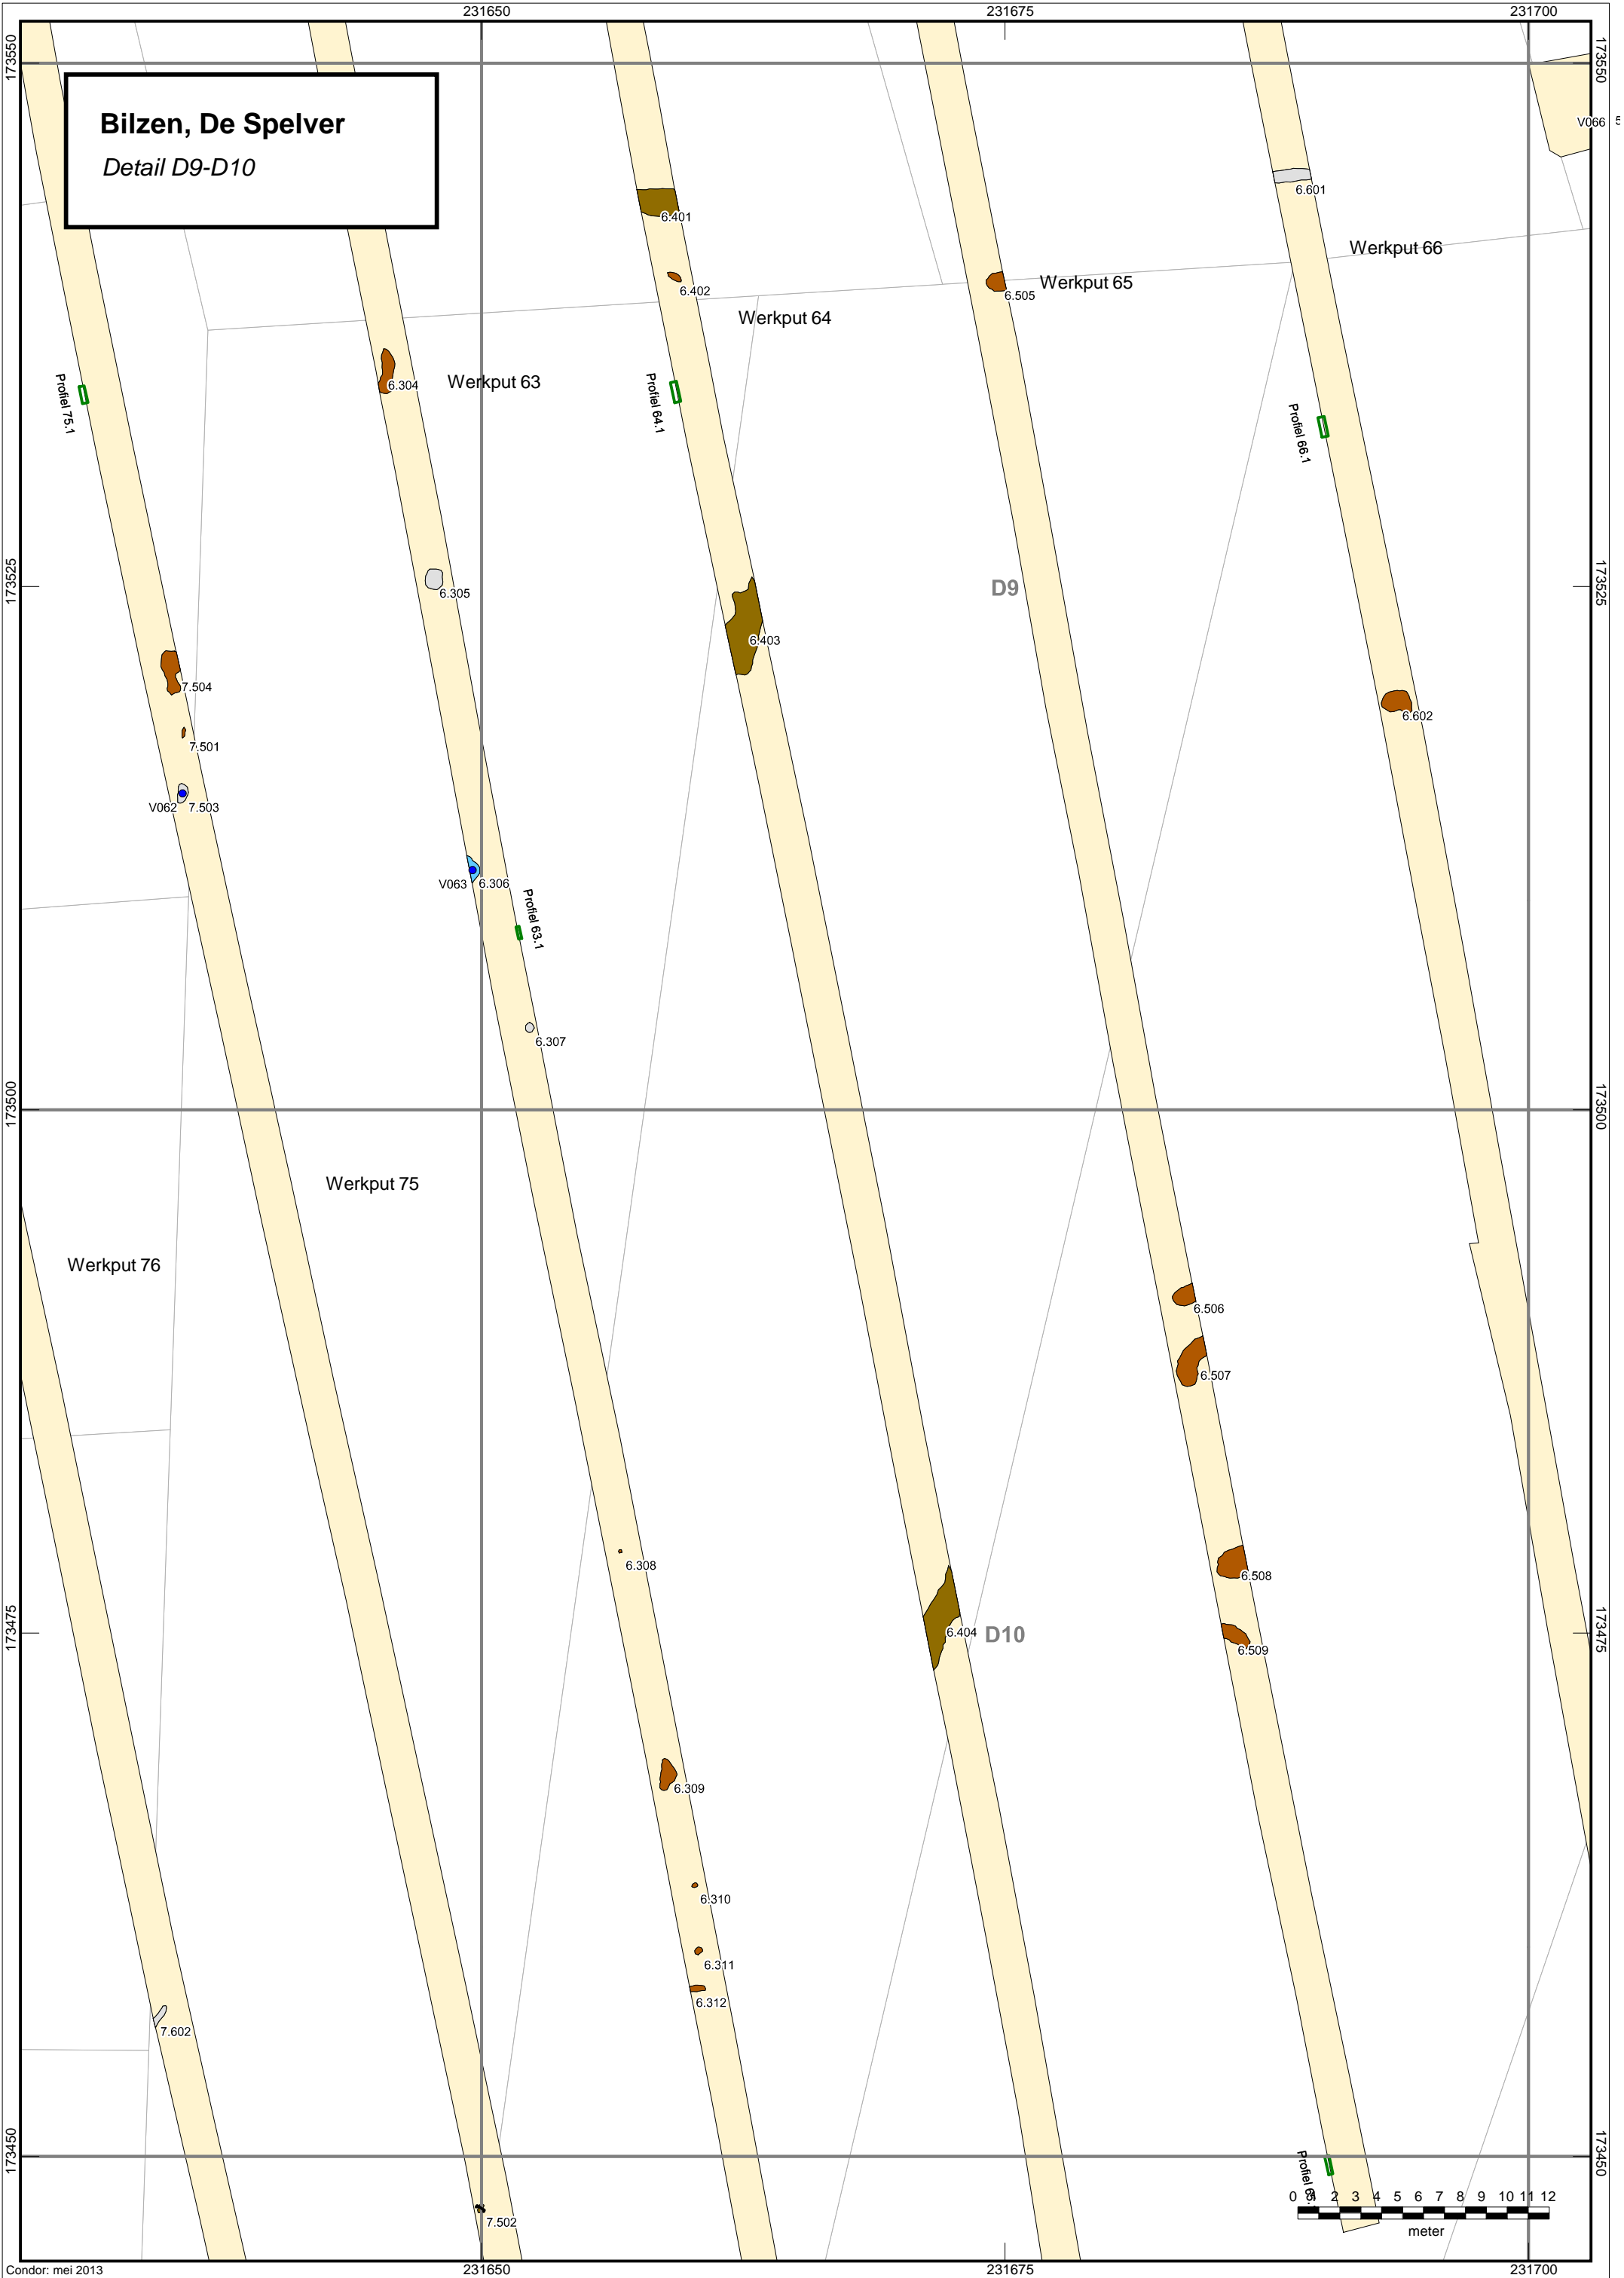 231650
231675
231700
173550
173550
Bilzen, De Spelver
Detail D9-D10
V066
6.601
6.401
Werkput 66
6.402
6.505
Werkput 65
Werkput 64
6.304
Werkput 63
Profiel 75.1
Profiel 64.1
Profiel 66.1
173525
6.305
D9
173525
6.403
7.504
6.602
7.501
V062
7.503
V063
6.306
Profiel 63.1
6.307
173500
173500
Werkput 75
Werkput 76
6.506
6.507
6.308
6.508
173475
6.404
D10
173475
6.509
6.309
6.310
6.311
6.312
7.602
173450
173450
0 2 3 4 5 6 7 8 9 10 11 12
7.502
meter
Condor: mei 2013
231650
231675
231700